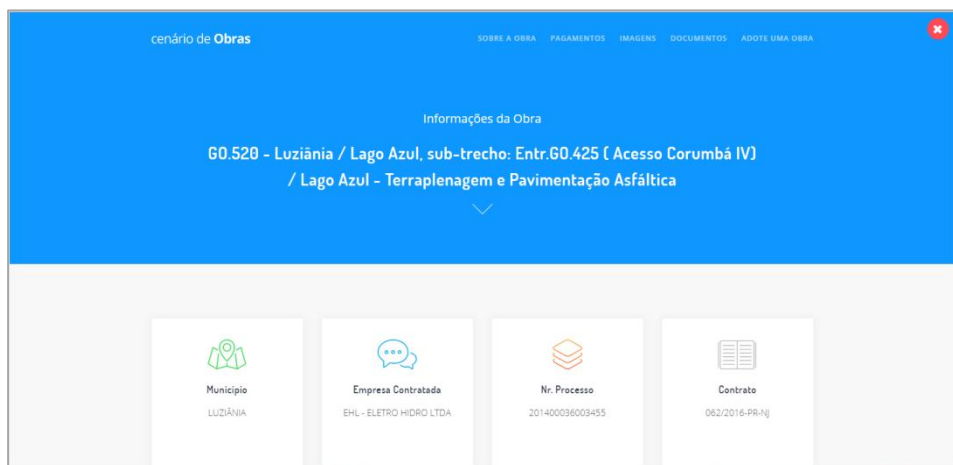 cenário de Obras
SOBRE A OBRA PAGAMENTOS IMAGENS DOCUMENTOS ADOTE UMA OBRA
Informações da Obra
GO.520 - Luziânia / Lago Azul, sub-trecho: Entr.GO.425 ( Acesso Corumbá IV)
/ Lago Azul - Terraplenagem e Pavimentação Asfáltica
Municipio
LUZIÂNIA
Empresa Contratada
EHL - ELETRO HIDRO LTDA
Nr. Processo
201400036003455
Contrato
062/2016-PR-NJ